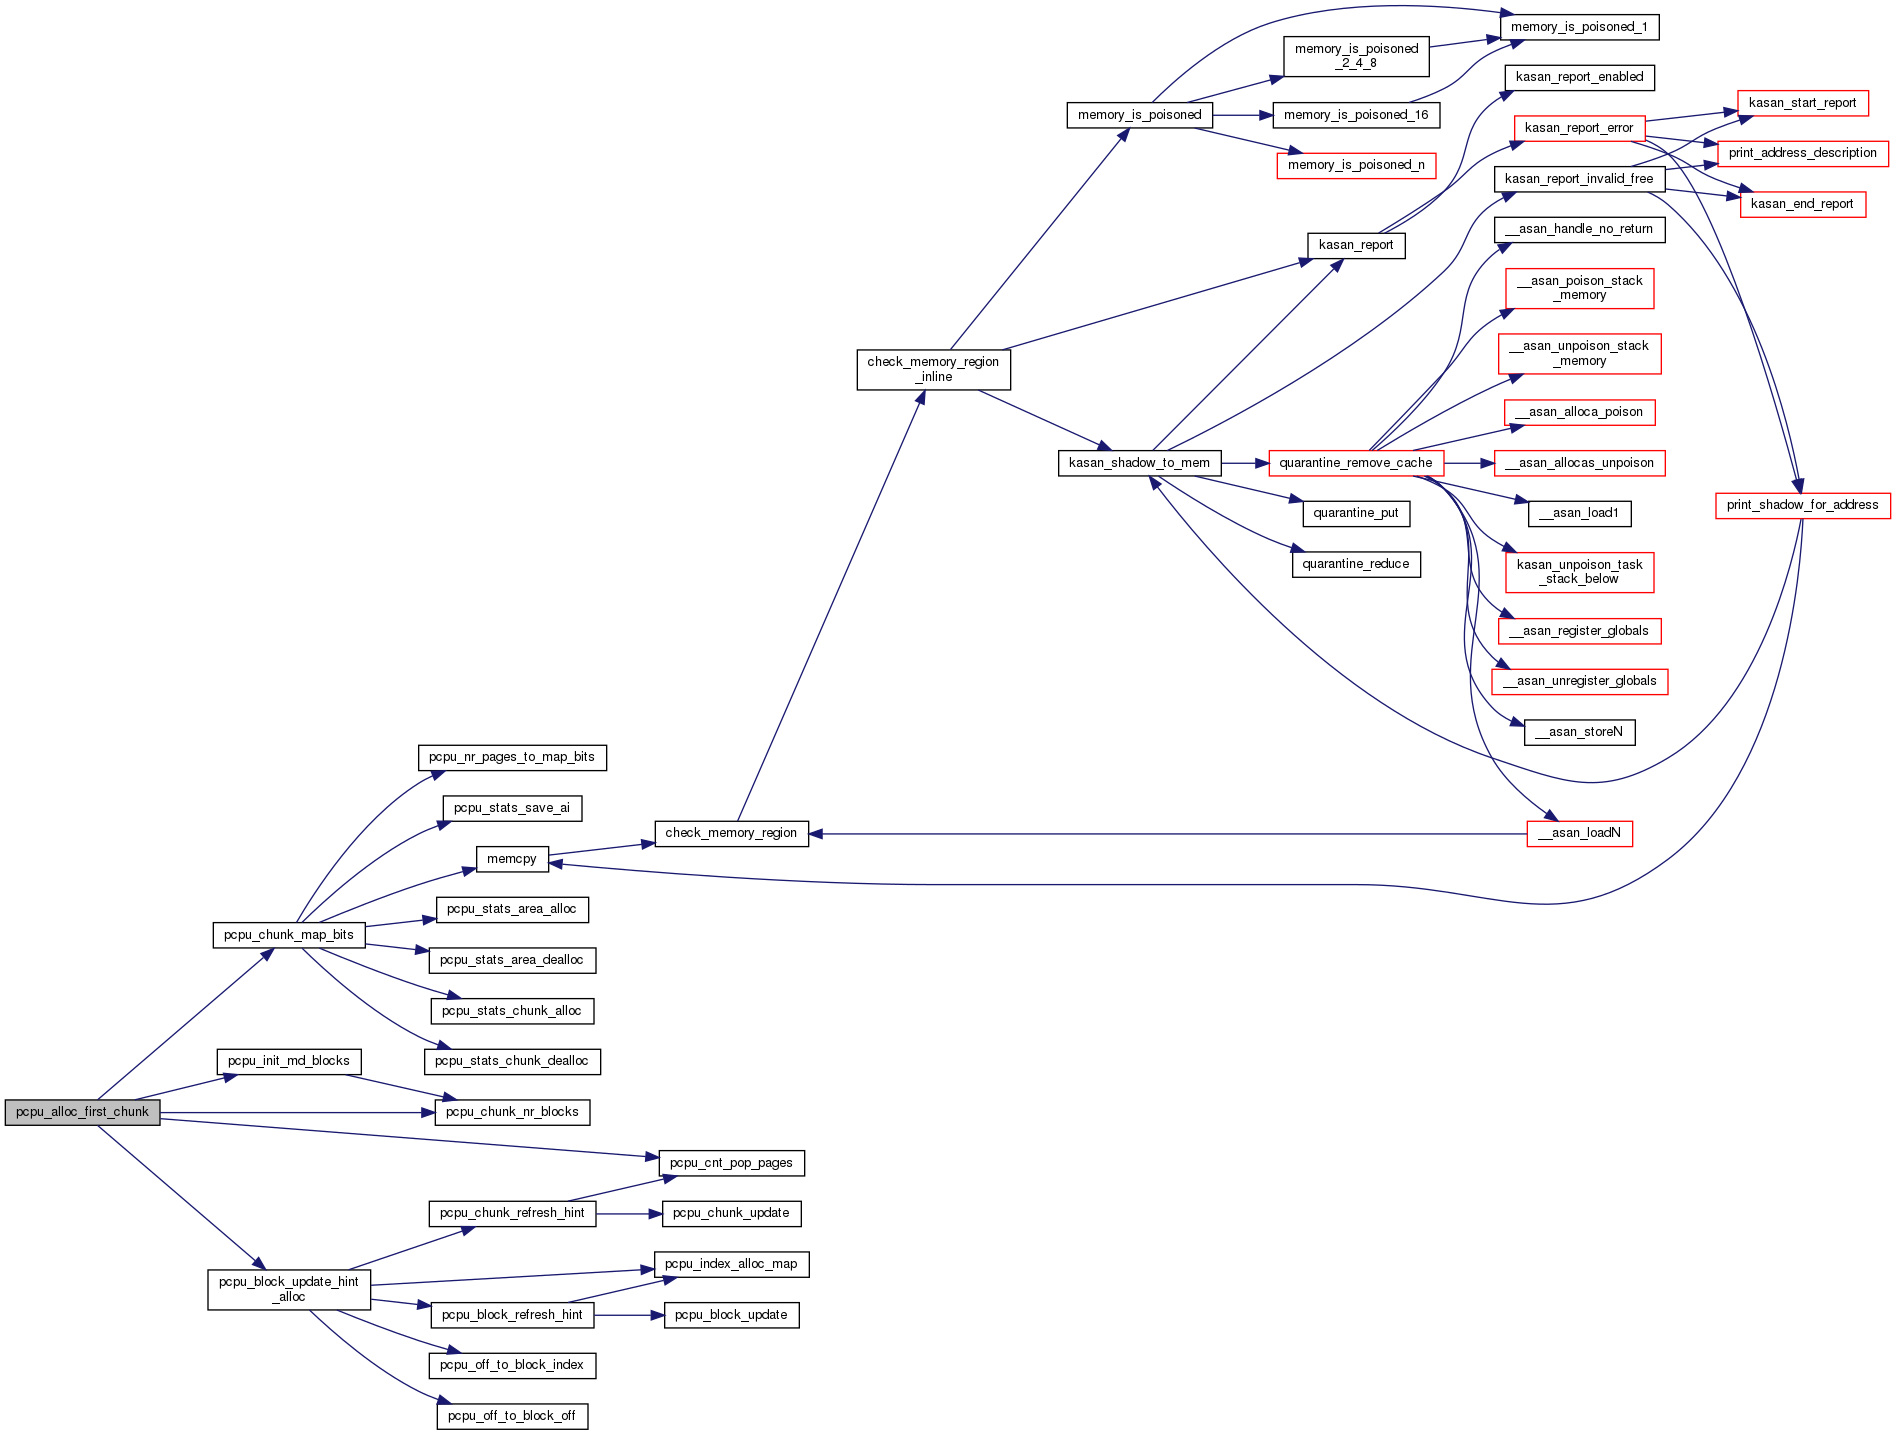 memory_is_poisoned_1
memory_is_poisoned
_2_4_8
kasan_report_enabled
kasan_start_report
memory_is_poisoned
memory_is_poisoned_16
kasan_report_error
print_address_description
memory_is_poisoned_n
kasan_report_invalid_free
kasan_end_report
__asan_handle_no_return
kasan_report
__asan_poison_stack
_memory
__asan_unpoison_stack
_memory
check_memory_region
_inline
__asan_alloca_poison
kasan_shadow_to_mem
quarantine_remove_cache
__asan_allocas_unpoison
quarantine_put
__asan_load1
print_shadow_for_address
quarantine_reduce
kasan_unpoison_task
_stack_below
__asan_register_globals
__asan_unregister_globals
__asan_storeN
pcpu_nr_pages_to_map_bits
pcpu_stats_save_ai
check_memory_region
__asan_loadN
memcpy
pcpu_stats_area_alloc
pcpu_chunk_map_bits
pcpu_stats_area_dealloc
pcpu_stats_chunk_alloc
pcpu_init_md_blocks
pcpu_stats_chunk_dealloc
pcpu_alloc_first_chunk
pcpu_chunk_nr_blocks
pcpu_cnt_pop_pages
pcpu_chunk_refresh_hint
pcpu_chunk_update
pcpu_block_update_hint
_alloc
pcpu_index_alloc_map
pcpu_block_refresh_hint
pcpu_block_update
pcpu_off_to_block_index
pcpu_off_to_block_off